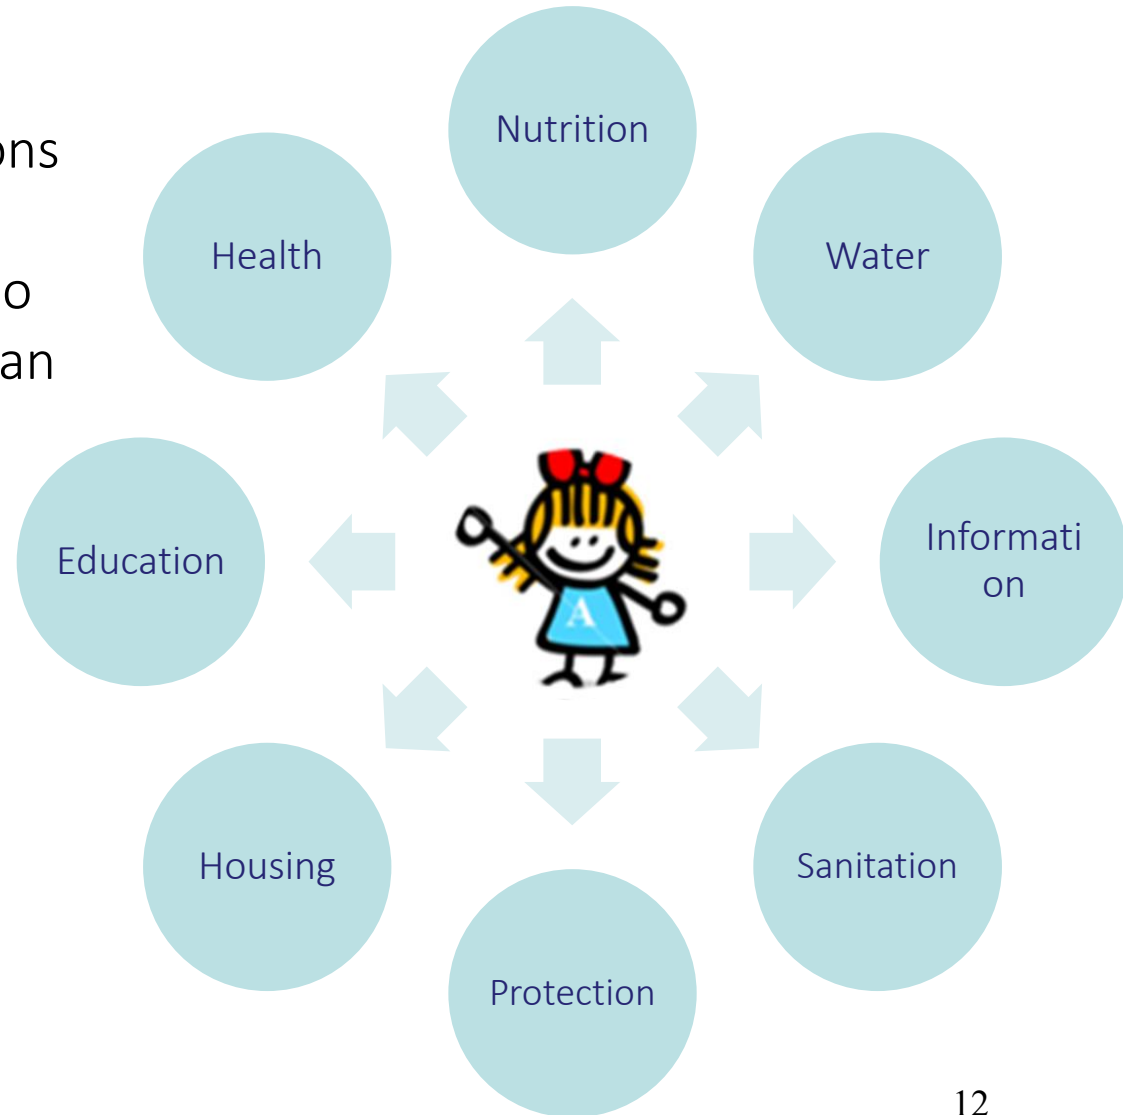 ons
o
an
Nutrition
Health
Water
Education
Informati
on
A
Housing
Sanitation
Protection
12